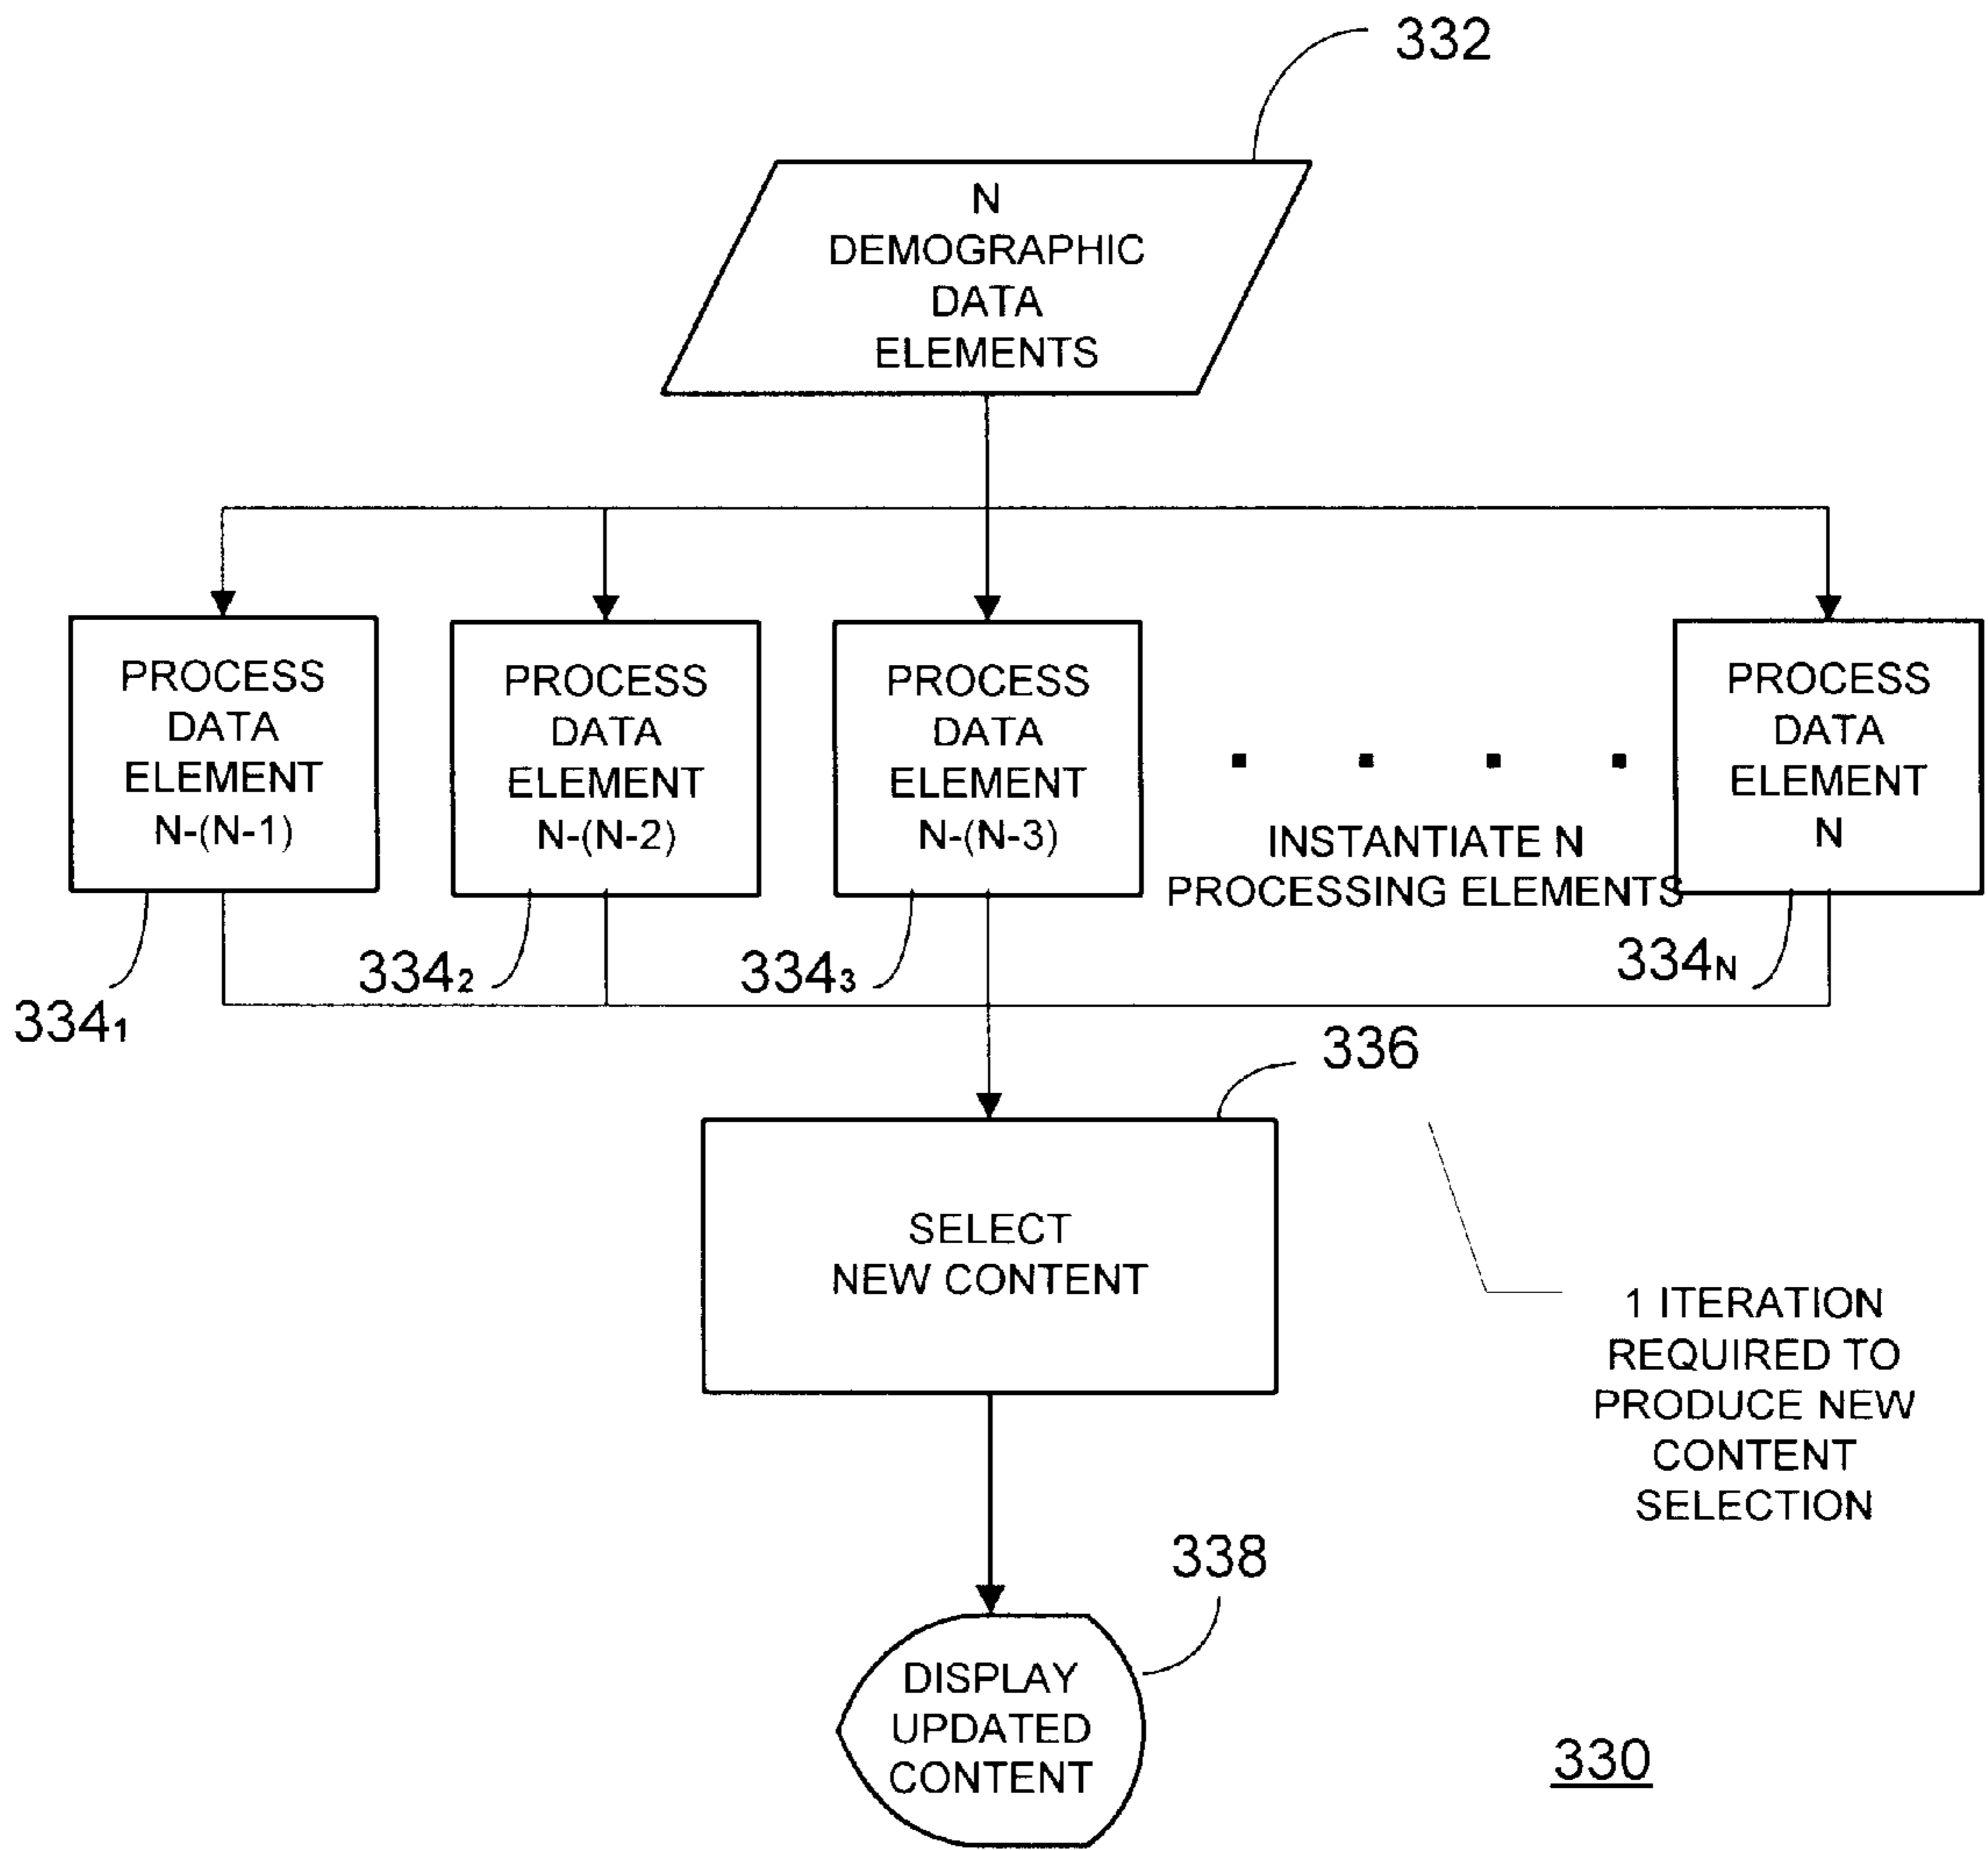 332
N
DEMOGRAPHIC
DATA
ELEMENTS
PROCESS
DATA
ELEMENT
N-(N-1)
PROCESS
DATA
ELEMENT
N-(N-2)
PROCESS
DATA
ELEMENT
N-(N-3)
. . . .
INSTANTIATE N
PROCESSING ELEMENTS
PROCESS
DATA
ELEMENT
N
334₁
334₂
334₃
334N
336
SELECT
NEW CONTENT
1 ITERATION
REQUIRED TO
PRODUCE NEW
CONTENT
SELECTION
338
DISPLAY
UPDATED
CONTENT
330